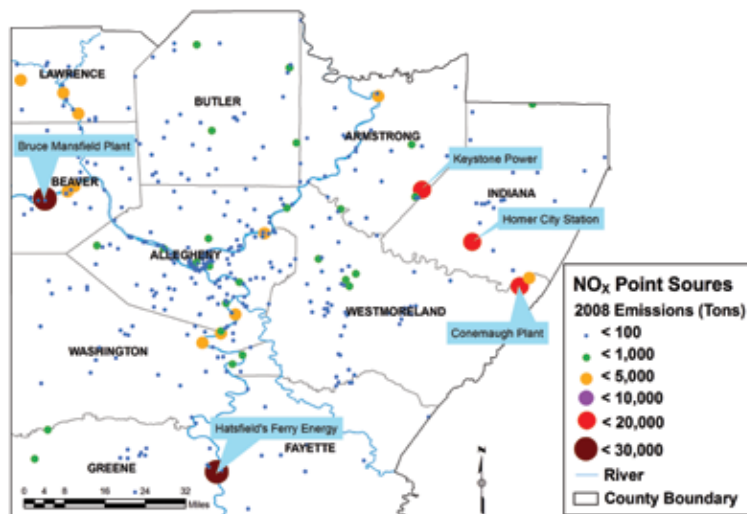 LAWRENCE
BUTLER
ARMSTRONG
Bruce Mansfield Plant
Keystone Power
BEAVER
INDIANA
Homer City Station
ALLEGHENY
WESTMORELAND
Conemaugh Plant
WASHINGTON
Hatsfield's Ferry Energy
FAYETTE
GREENE
N
0 4 8 16 24 32
Miles
NOx Point Soures
2008 Emissions (Tons)
< 100
< 1,000
< 5,000
< 10,000
< 20,000
< 30,000
River
County Boundary